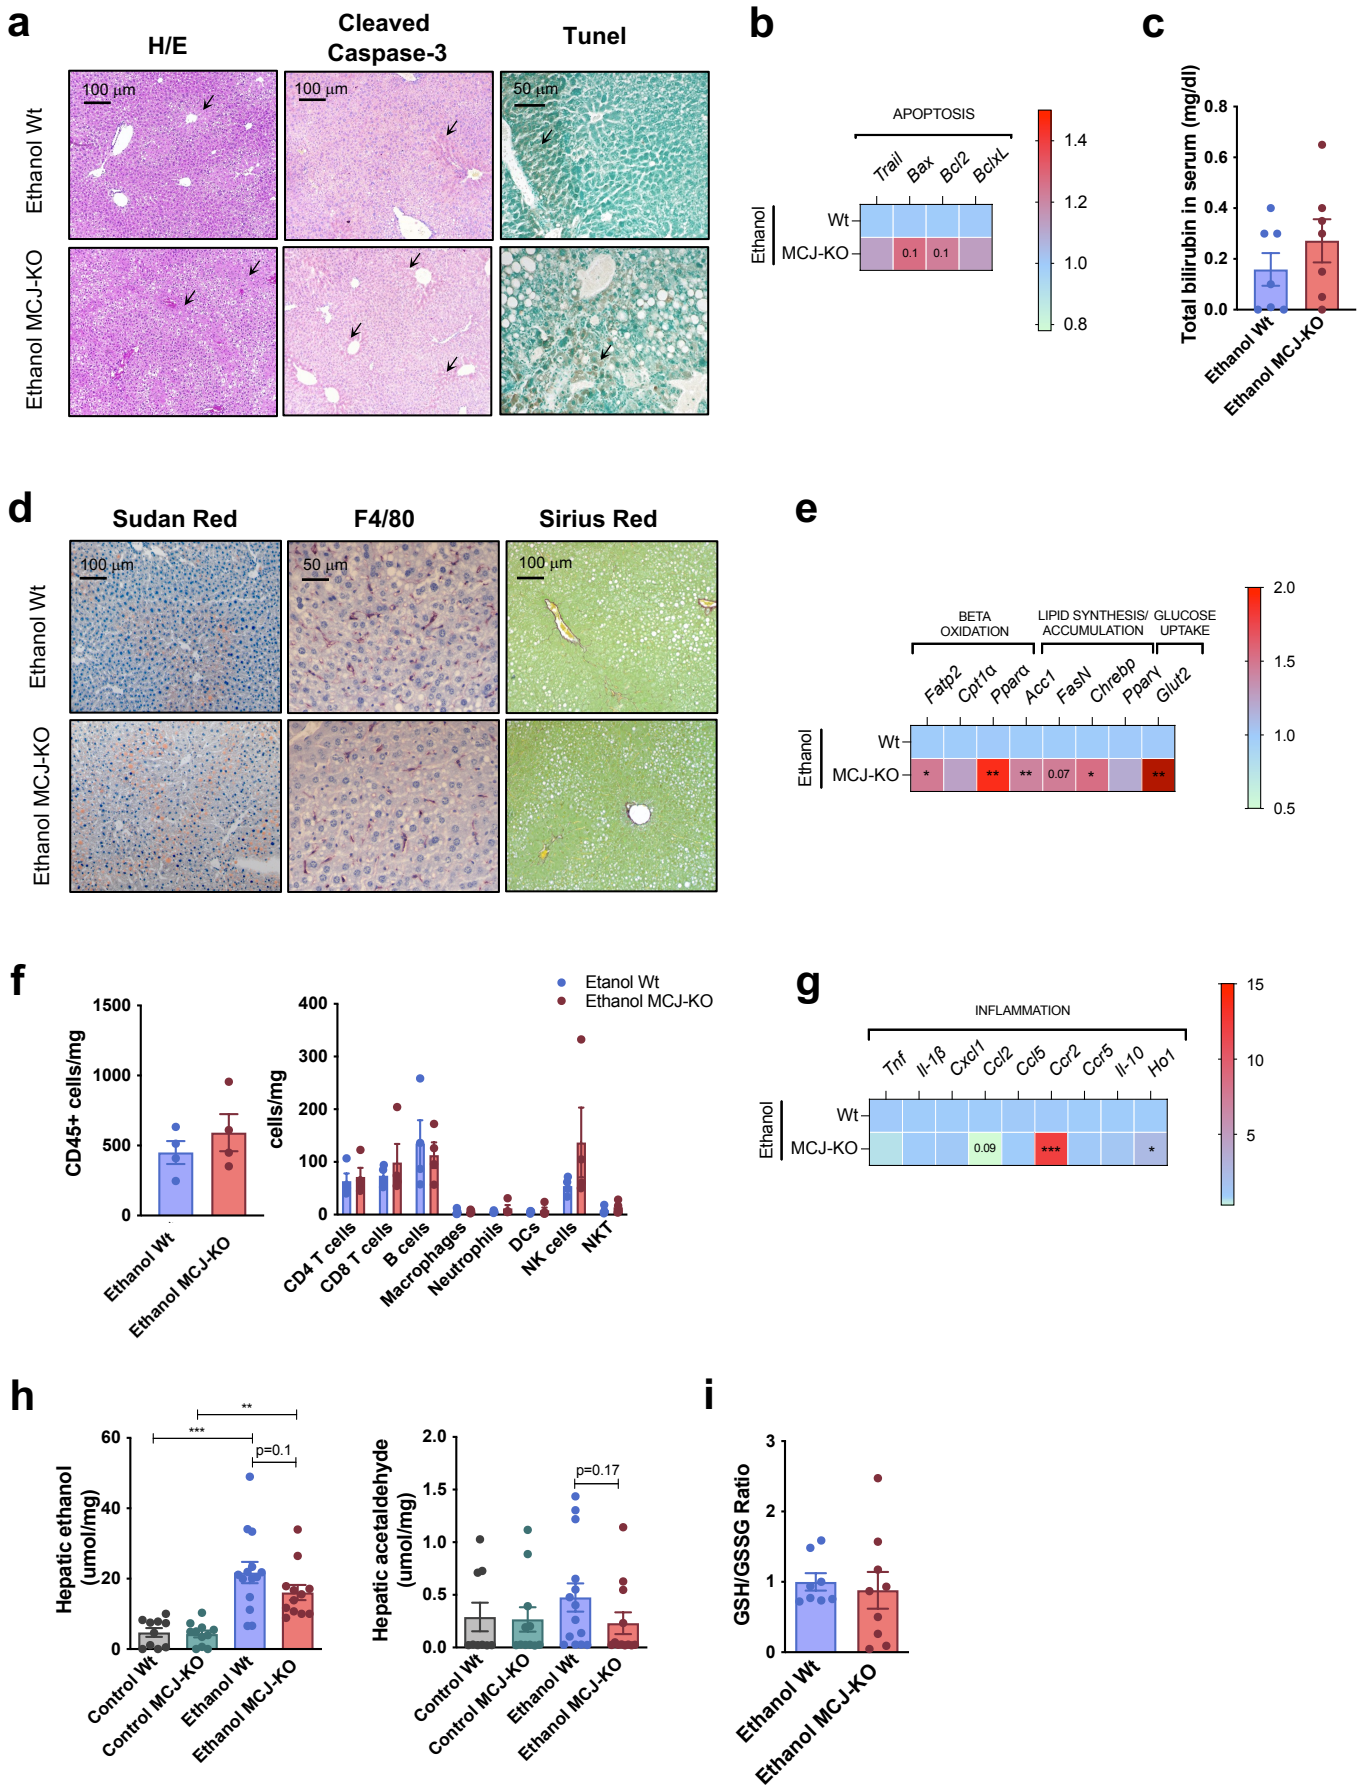 a
H/E
Cleaved
Caspase-3
Tunel
Ethanol Wt
100 μm
100 μm
50 μm
Ethanol MCJ-KO
b
APOPTOSIS
Trail
Bax
Bcl2
BclxL
Ethanol
Wt
MCJ-KO
0.1
0.1
1.4
1.2
1.0
0.8
c
Total bilirubin in serum (mg/dl)
0.8
0.6
0.4
0.2
0.0
Ethanol Wt
Ethanol MCJ-KO
d
Sudan Red
F4/80
Sirius Red
Ethanol Wt
100 μm
50 μm
100 μm
Ethanol MCJ-KO
e
BETA
OXIDATION
LIPID SYNTHESIS/
ACCUMULATION
GLUCOSE
UPTAKE
Fatp2
Cpt1α
Pparα
Acc1
FasN
Chrebp
Pparγ
Glut2
Ethanol
Wt
MCJ-KO
*
**
**
0.07
*
**
2.0
1.5
1.0
0.5
f
CD45+ cells/mg
1500
1000
500
0
Ethanol Wt
Ethanol MCJ-KO
cells/mg
400
300
200
100
0
CD4 T cells
CD8 T cells
B cells
Macrophages
Neutrophils
DCs
NK cells
NKT
Etanol Wt
Ethanol MCJ-KO
g
INFLAMMATION
Tnf
Il-1β
Cxcl1
Ccl2
Ccl5
Ccr2
Ccr5
Il-10
Ho1
Ethanol
Wt
MCJ-KO
0.09
***
*
15
10
5
h
Hepatic ethanol
(umol/mg)
60
40
20
0
**
***
p=0.1
Control Wt
Control MCJ-KO
Ethanol Wt
Ethanol MCJ-KO
Hepatic acetaldehyde
(umol/mg)
2.0
1.5
1.0
0.5
0.0
p=0.17
Control Wt
Control MCJ-KO
Ethanol Wt
Ethanol MCJ-KO
i
GSH/GSSG Ratio
3
2
1
0
Ethanol Wt
Ethanol MCJ-KO